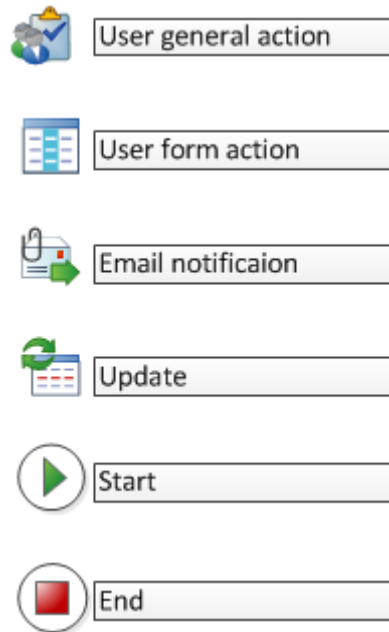 User general action
User form action
Email notificaion
Update
Start
End